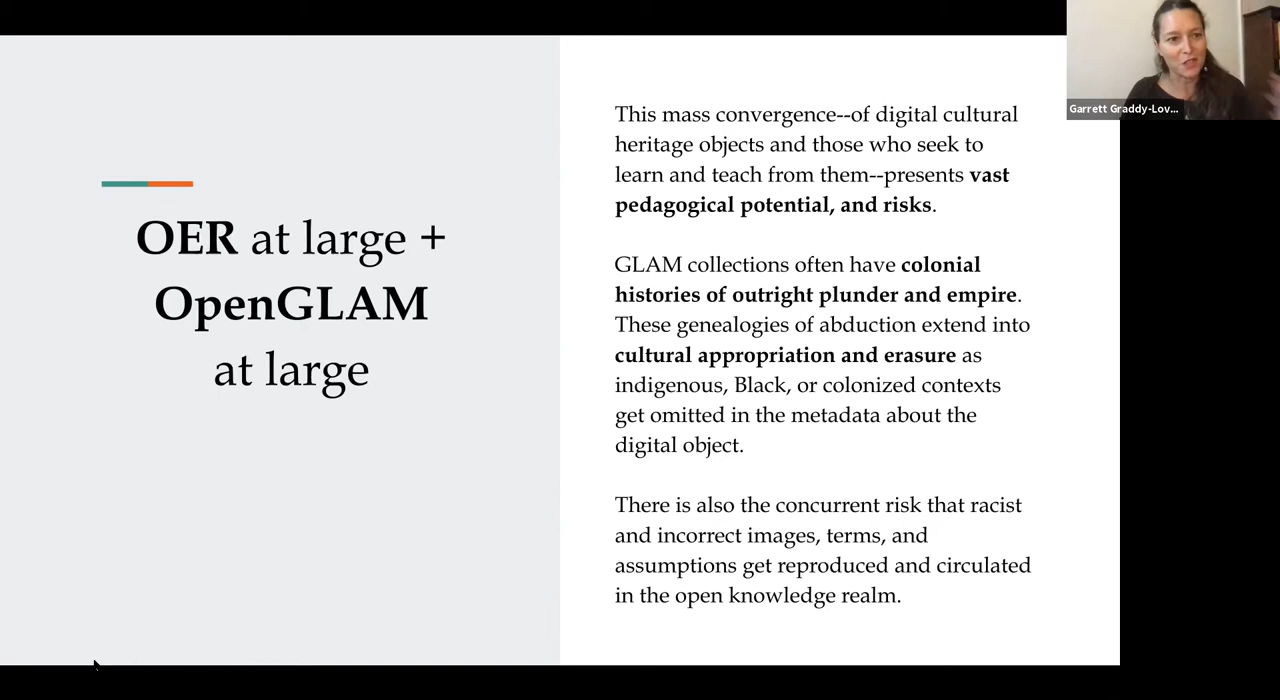 OER at large +
OpenGLAM
at large
This mass convergence--of digital cultural
heritage objects and those who seek to
learn and teach from them--presents vast
pedagogical potential, and risks.
GLAM collections often have colonial
histories of outright plunder and empire.
These genealogies of abduction extend into
cultural appropriation and erasure as
indigenous, Black, or colonized contexts
get omitted in the metadata about the
digital object.
There is also the concurrent risk that racist
and incorrect images, terms, and
assumptions get reproduced and circulated
in the open knowledge realm.
Garrett Graddy-Lov...